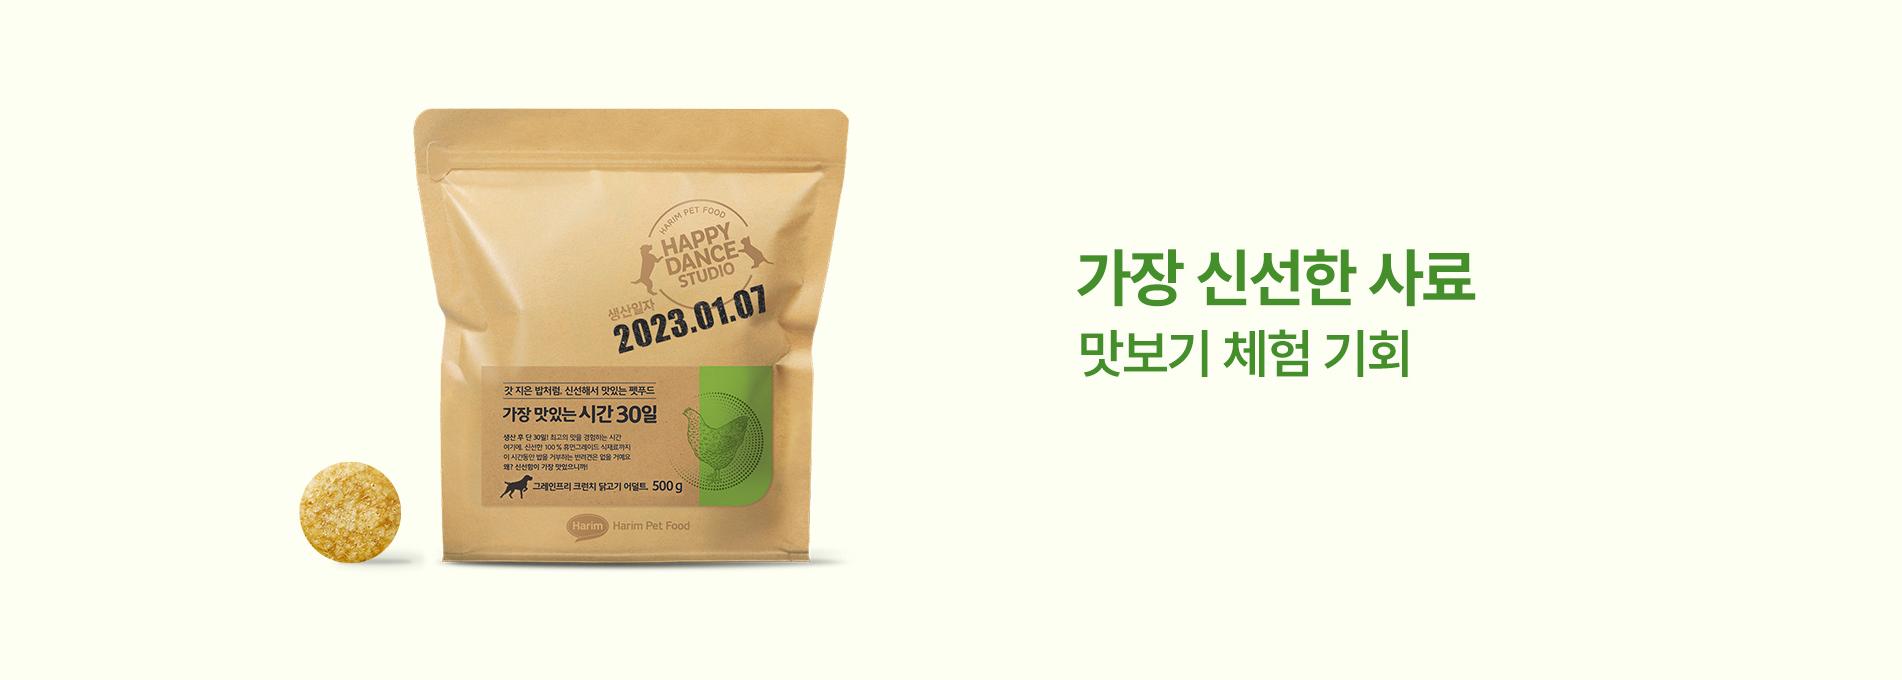 HARIM PET FOOD
HAPPY
DANCE
STUDIO
생산일자
2023.01.07
갓 지은 밥처럼, 신선해서 맛있는 펫푸드
가장 맛있는 시간 30일
생산 후 단 30일! 최고의 맛을 경험하는 시간
여기에, 신선한 100% 휴먼그레이드 식재료까지
이 시간동안 밥을 거부하는 반려견은 없을 거예요
왜? 신선함이 가장 맛있으니까!
그레인프리 크런치 닭고기 어덜트, 500 g
Harim Harim Pet Food
가장 신선한 사료
맛보기 체험 기회